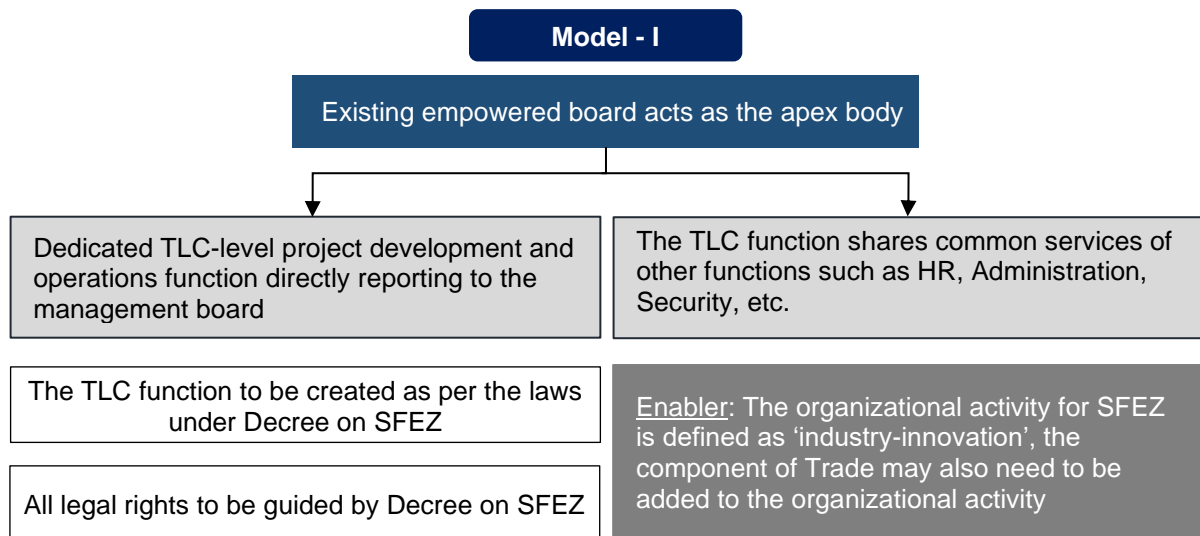 Model - I
Existing empowered board acts as the apex body
Dedicated TLC-level project development and
operations function directly reporting to the
management board
The TLC function shares common services of
other functions such as HR, Administration,
Security, etc.
The TLC function to be created as per the laws
under Decree on SFEZ
All legal rights to be guided by Decree on SFEZ
Enabler: The organizational activity for SFEZ
is defined as ‘industry-innovation’, the
component of Trade may also need to be
added to the organizational activity